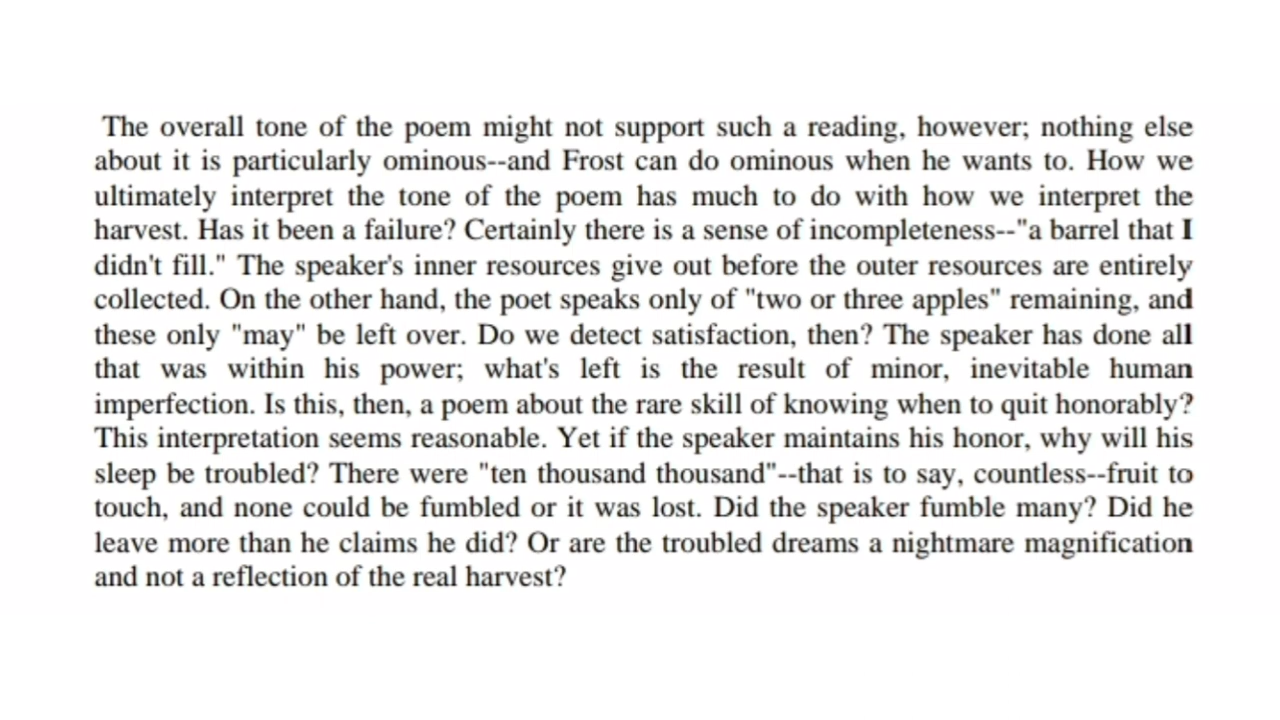 The overall tone of the poem might not support such a reading, however; nothing else
about it is particularly ominous--and Frost can do ominous when he wants to. How we
ultimately interpret the tone of the poem has much to do with how we interpret the
harvest. Has it been a failure? Certainly there is a sense of incompleteness--"a barrel that I
didn't fill." The speaker's inner resources give out before the outer resources are entirely
collected. On the other hand, the poet speaks only of "two or three apples" remaining, and
these only "may" be left over. Do we detect satisfaction, then? The speaker has done all
that was within his power; what's left is the result of minor, inevitable human
imperfection. Is this, then, a poem about the rare skill of knowing when to quit honorably?
This interpretation seems reasonable. Yet if the speaker maintains his honor, why will his
sleep be troubled? There were "ten thousand thousand"--that is to say, countless--fruit to
touch, and none could be fumbled or it was lost. Did the speaker fumble many? Did he
leave more than he claims he did? Or are the troubled dreams a nightmare magnification
and not a reflection of the real harvest?